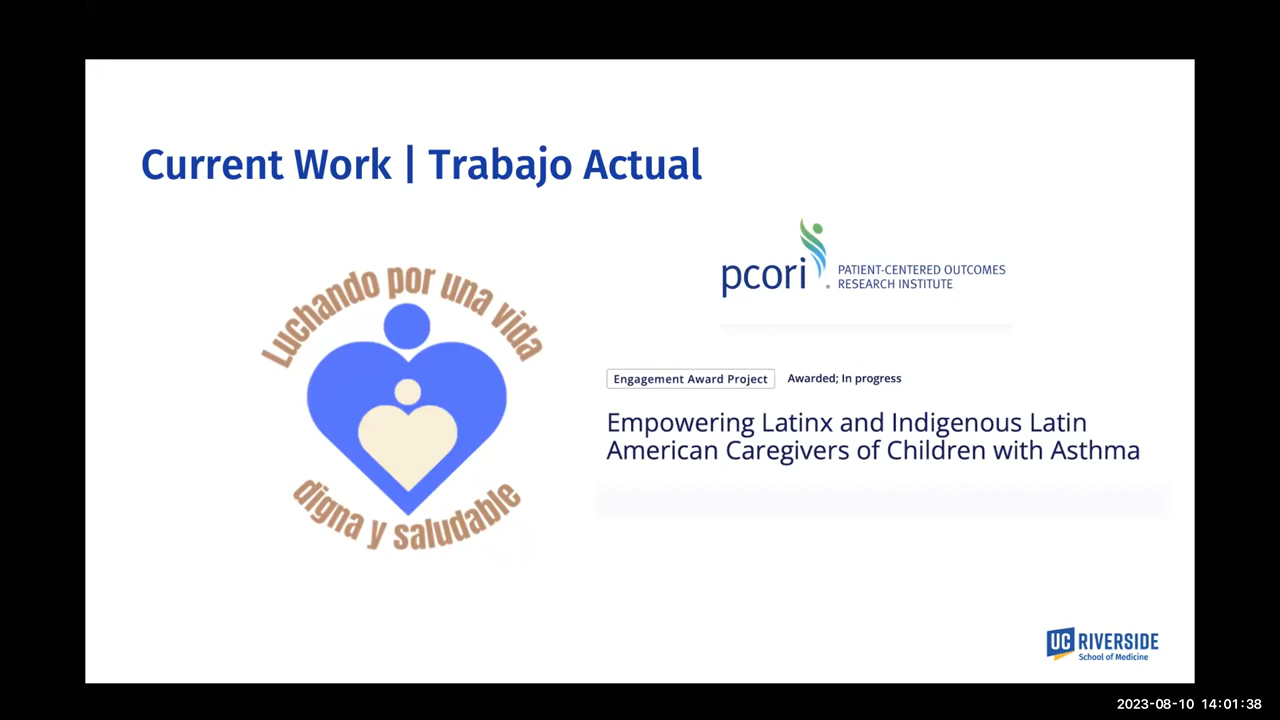 Current Work | Trabajo Actual
Luchando por una vida
digna y saludable
pcori
PATIENT-CENTERED OUTCOMES
RESEARCH INSTITUTE
Engagement Award Project
Awarded; In progress
Empowering Latinx and Indigenous Latin
American Caregivers of Children with Asthma
UC RIVERSIDE
School of Medicine
2023-08-10 14:01:38